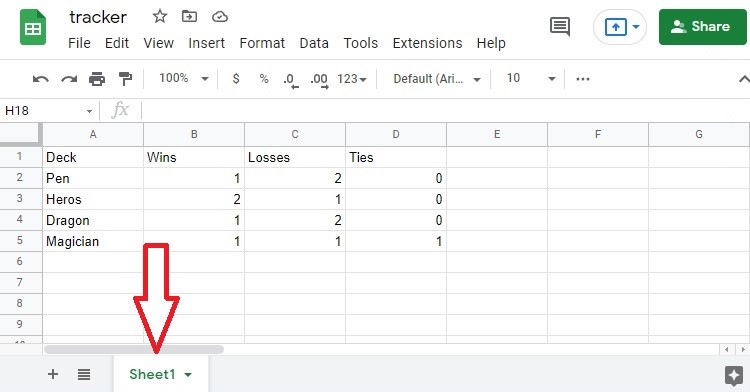 tracker
File Edit View Insert Format Data Tools Extensions Help
Share
100% $ % .0 .00 123 Default (Ari... 10
H18 fx
A B C D E F G
1 Deck Wins Losses Ties
2 Pen 1 2 0
3 Heros 2 1 0
4 Dragon 1 2 0
5 Magician 1 1 1
6
7
8
9
10
+ Sheet1